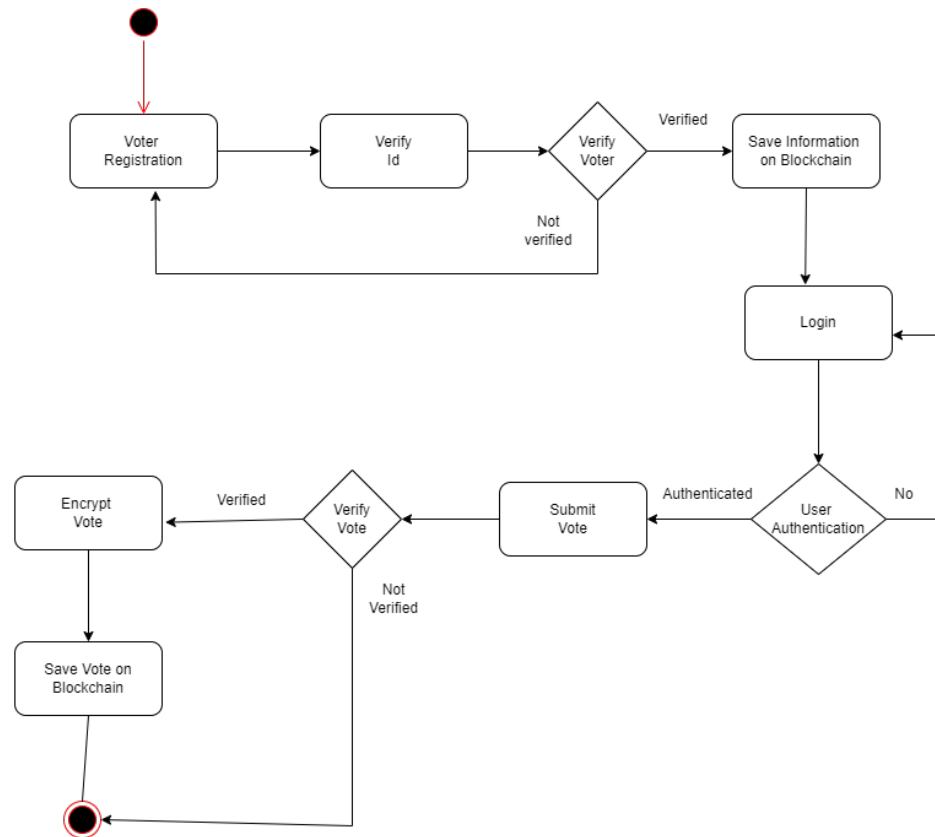 Voter
Registration
Verify
Id
Verify
Voter
Verified
Save Information
on Blockchain
Not
verified
Login
Encrypt
Vote
Verified
Verify
Vote
Submit
Vote
Authenticated
User
Authentication
No
Not
Verified
Save Vote on
Blockchain